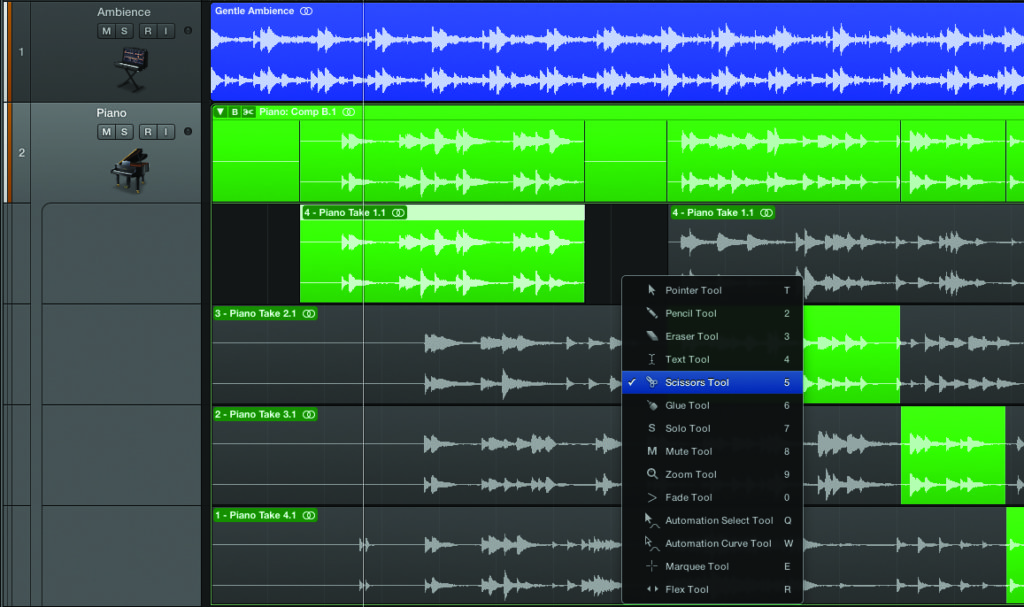 Ambience
M S R I
1
Gentle Ambience
Piano
M S R I
2
B Piano: Comp B.1
4 - Piano Take 1.1
4 - Piano Take 1.1
3 - Piano Take 2.1
2 - Piano Take 3.1
1 - Piano Take 4.1
Pointer Tool T
Pencil Tool 2
Eraser Tool 3
Text Tool 4
Scissors Tool 5
Glue Tool 6
S Solo Tool 7
M Mute Tool 8
Zoom Tool 9
Fade Tool 0
Automation Select Tool Q
Automation Curve Tool W
Marquee Tool E
Flex Tool R